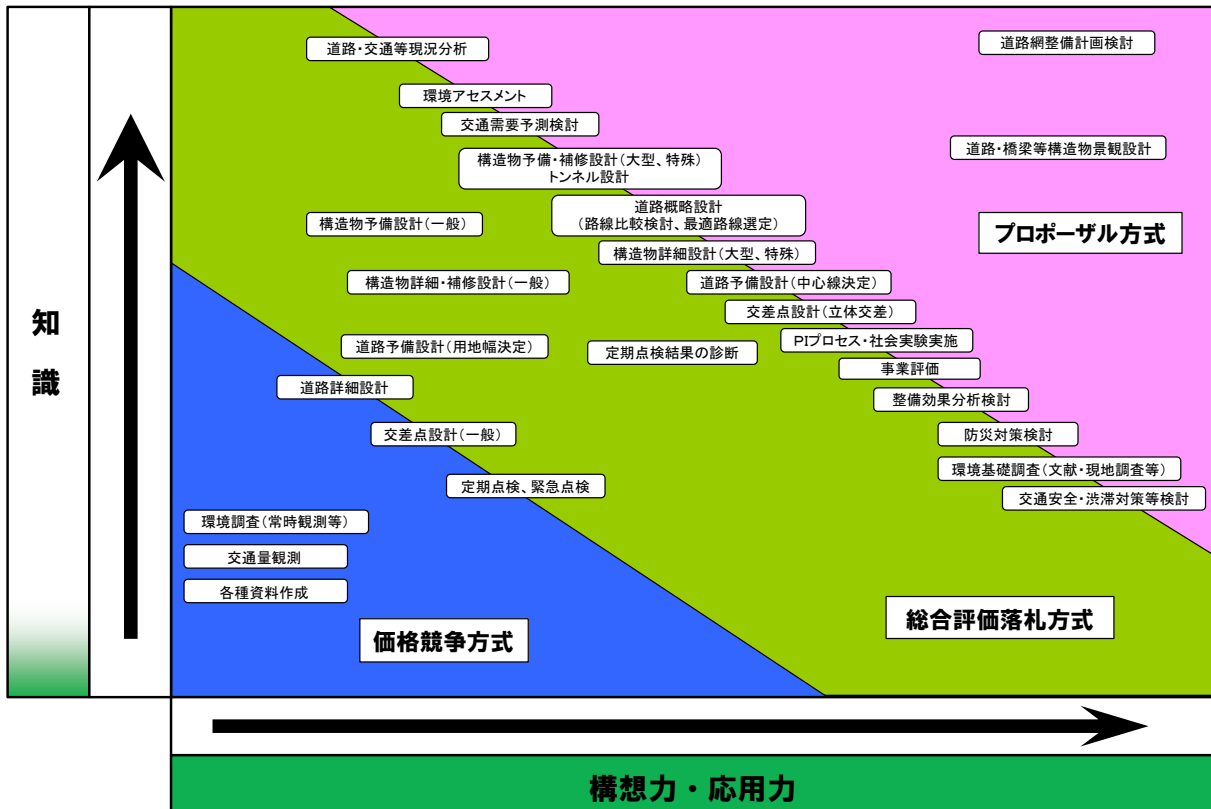 道路・交通等現況分析
道路網整備計画検討
環境アセスメント
交通需要予測検討
道路・橋梁等構造物景観設計
構造物予備・補修設計(大型、特殊)
トンネル設計
道路概略設計
(路線比較検討、最適路線選定)
構造物予備設計(一般)
プロポーザル方式
構造物詳細設計(大型、特殊)
構造物詳細・補修設計(一般)
道路予備設計(中心線決定)
交差点設計(立体交差)
知識
PIプロセス・社会実験実施
道路予備設計(用地幅決定)
定期点検結果の診断
事業評価
道路詳細設計
整備効果分析検討
交差点設計(一般)
防災対策検討
環境基礎調査(文献・現地調査等)
定期点検、緊急点検
交通安全・渋滞対策等検討
環境調査(常時観測等)
交通量観測
各種資料作成
総合評価落札方式
価格競争方式
構想力・応用力